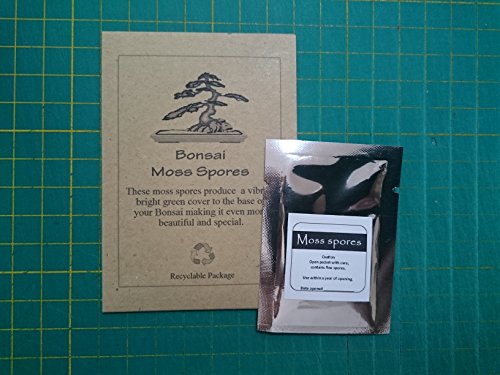 Bonsai
Moss Spores
These moss spores produce a vibr
bright green cover to the base o
your Bonsai making it even mor
beautiful and special.
Recyclable Package
Moss spores
Caution
Open packet with care,
contains fine spores.
Use within a year of opening.
Date opened